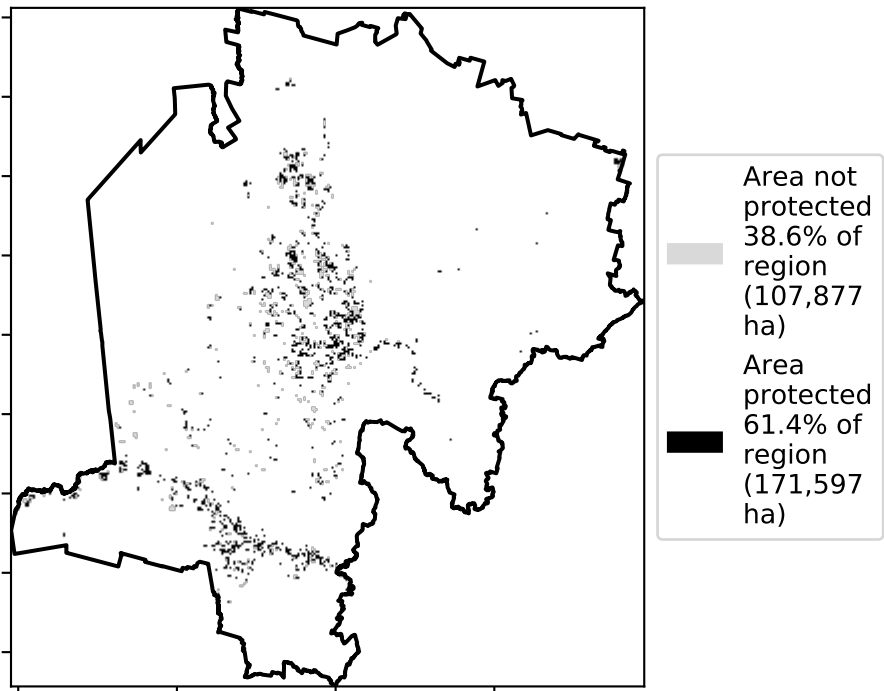 Area not
protected
38.6% of
region
(107,877
ha)
Area
protected
61.4% of
region
(171,597
ha)